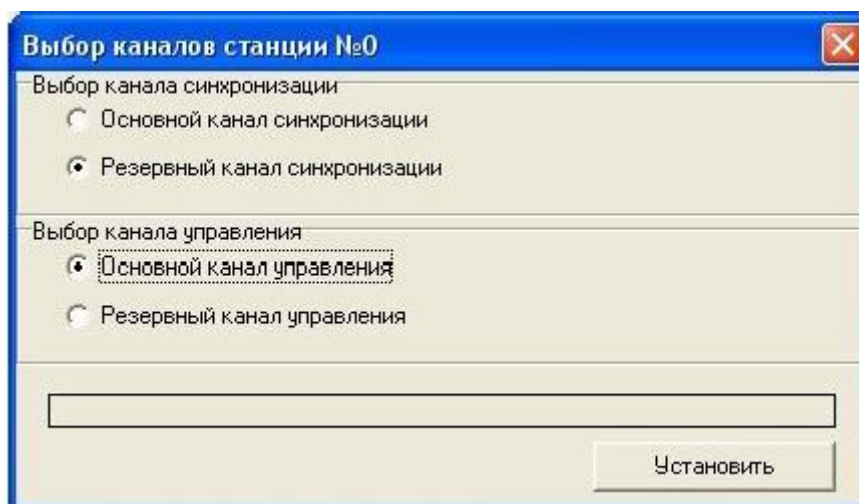 Выбор каналов станции №0
Выбор канала синхронизации
Основной канал синхронизации
Резервный канал синхронизации
Выбор канала управления
Основной канал управления
Резервный канал управления
Установить